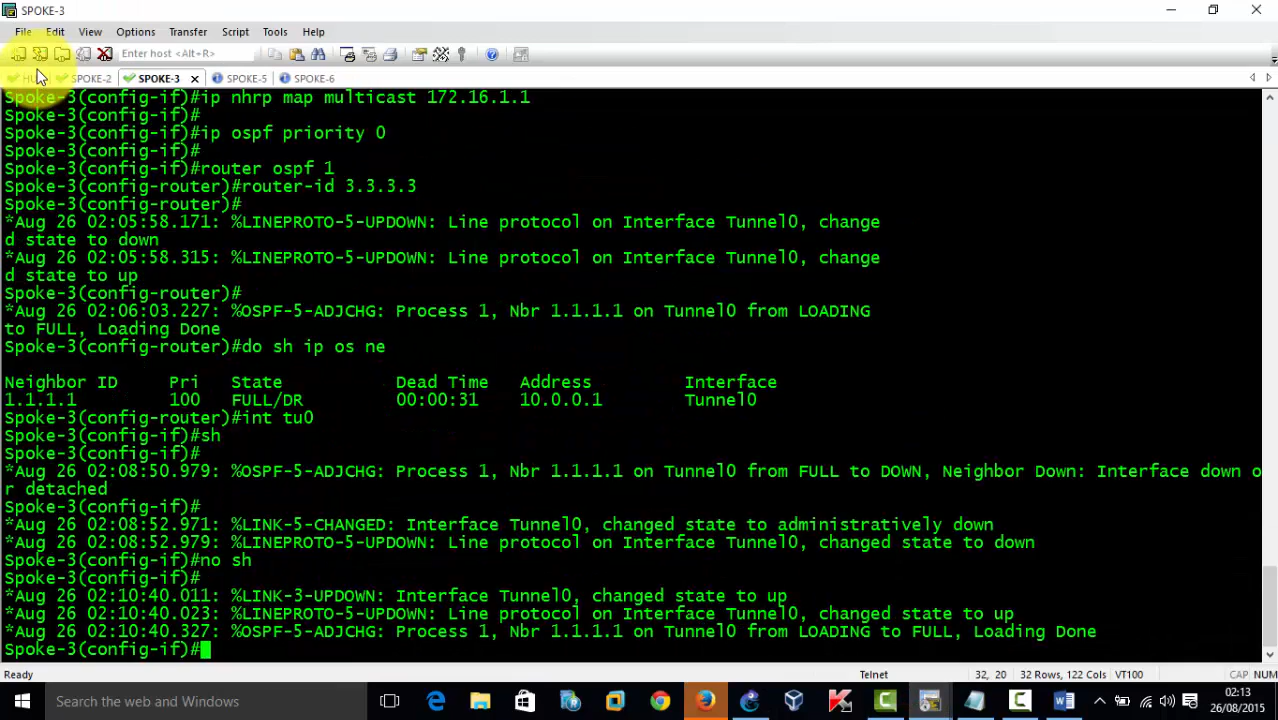 SPOKE-3
File Edit View Options Transfer Script Tools Help
Enter host <Alt+R>
SPOKE-2 SPOKE-3 SPOKE-5 SPOKE-6
Spoke-3(config-if)#ip nhrp map multicast 172.16.1.1
Spoke-3(config-if)#
Spoke-3(config-if)#ip ospf priority 0
Spoke-3(config-if)#
Spoke-3(config-if)#router ospf 1
Spoke-3(config-router)#router-id 3.3.3.3
Spoke-3(config-router)#
*Aug 26 02:05:58.171: %LINEPROTO-5-UPDOWN: Line protocol on Interface Tunnel0, change
d state to down
*Aug 26 02:05:58.315: %LINEPROTO-5-UPDOWN: Line protocol on Interface Tunnel0, change
d state to up
Spoke-3(config-router)#
*Aug 26 02:06:03.227: %OSPF-5-ADJCHG: Process 1, Nbr 1.1.1.1 on Tunnel0 from LOADING
to FULL, Loading Done
Spoke-3(config-router)#do sh ip os ne
Neighbor ID Pri State Dead Time Address Interface
1.1.1.1 100 FULL/DR 00:00:31 10.0.0.1 Tunnel0
Spoke-3(config-router)#int tu0
Spoke-3(config-if)#sh
Spoke-3(config-if)#
*Aug 26 02:08:50.979: %OSPF-5-ADJCHG: Process 1, Nbr 1.1.1.1 on Tunnel0 from FULL to DOWN, Neighbor Down: Interface down o
r detached
Spoke-3(config-if)#
*Aug 26 02:08:52.971: %LINK-5-CHANGED: Interface Tunnel0, changed state to administratively down
*Aug 26 02:08:52.979: %LINEPROTO-5-UPDOWN: Line protocol on Interface Tunnel0, changed state to down
Spoke-3(config-if)#no sh
Spoke-3(config-if)#
*Aug 26 02:10:40.011: %LINK-3-UPDOWN: Interface Tunnel0, changed state to up
*Aug 26 02:10:40.023: %LINEPROTO-5-UPDOWN: Line protocol on Interface Tunnel0, changed state to up
*Aug 26 02:10:40.327: %OSPF-5-ADJCHG: Process 1, Nbr 1.1.1.1 on Tunnel0 from LOADING to FULL, Loading Done
Spoke-3(config-if)#
Ready Telnet 32, 20 32 Rows, 122 Cols VT100 CAP NUM
Search the web and Windows
02:13
26/08/2015